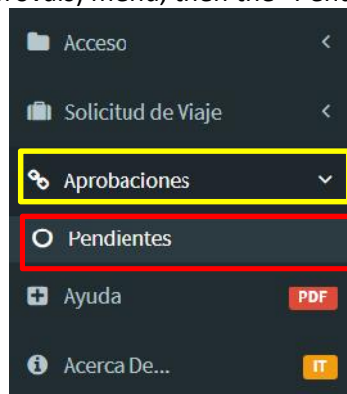 Acceso
Solicitud de Viaje
Aprobaciones
Pendientes
Ayuda PDF
Acerca De... IT